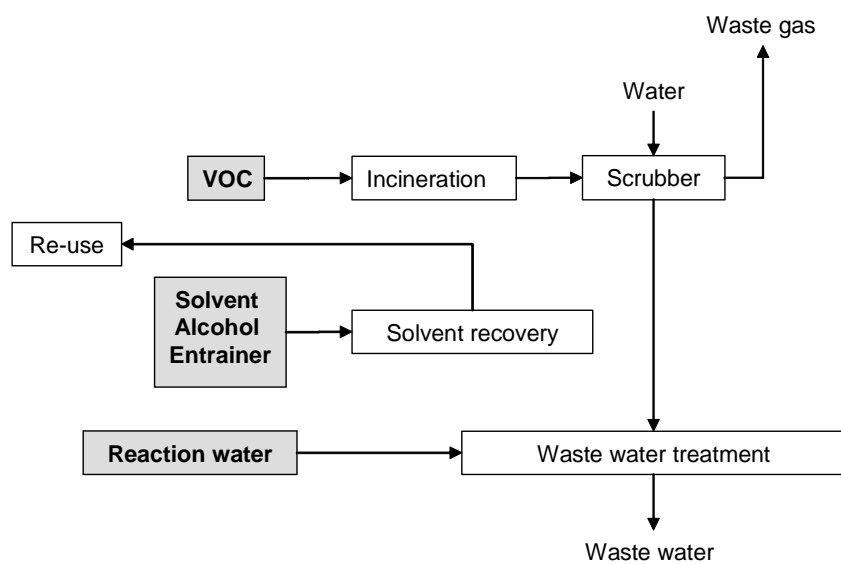 Waste gas
Water
VOC
Incineration
Scrubber
Re-use
Solvent
Alcohol
Entrainer
Solvent recovery
Reaction water
Waste water treatment
Waste water